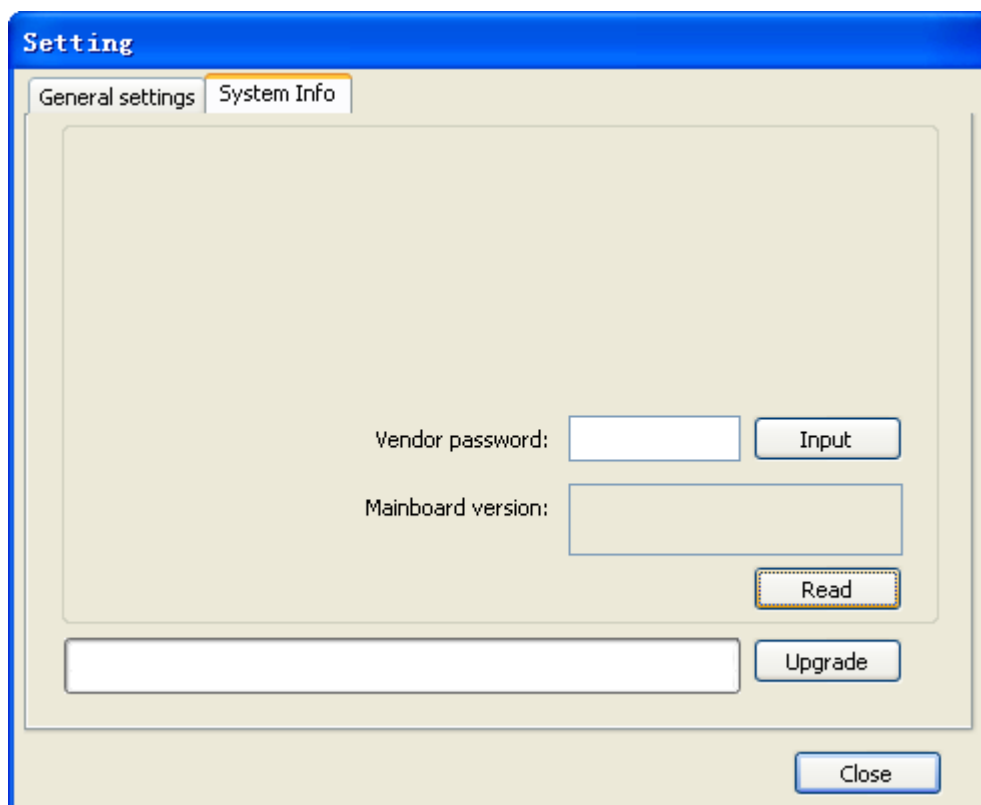 Setting
General settings System Info
Vendor password: Input
Mainboard version:
Read
Upgrade
Close